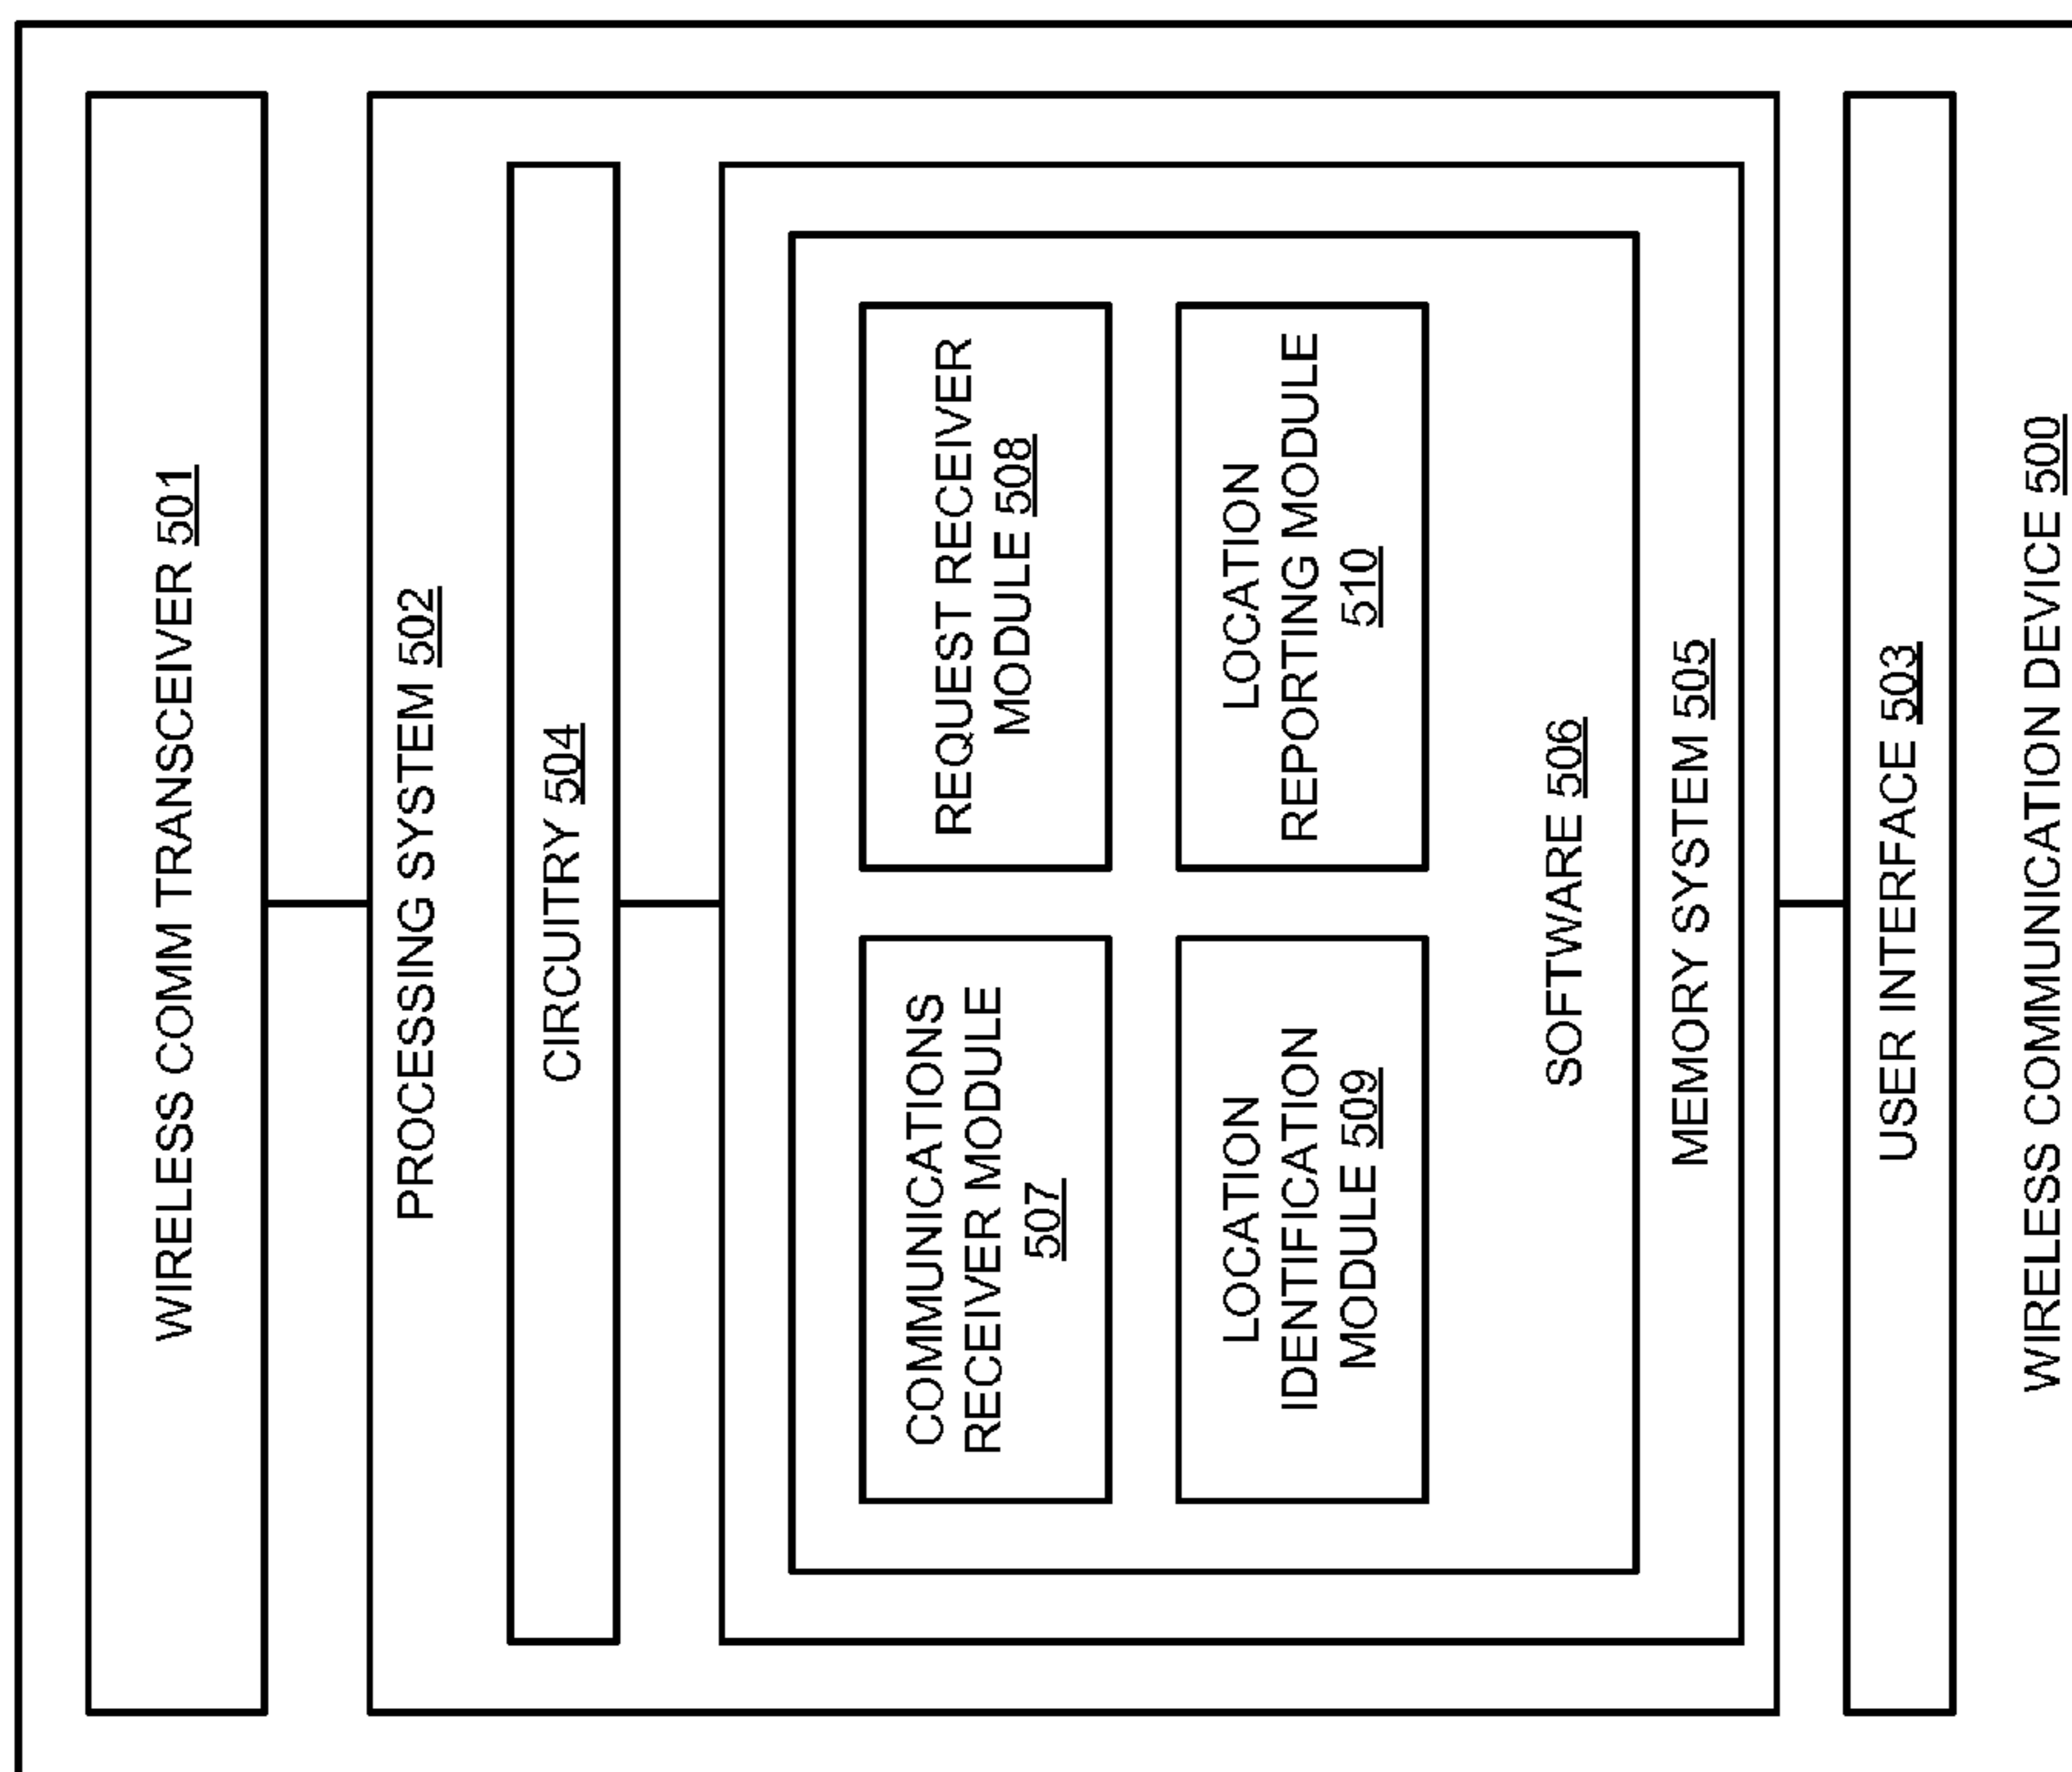 WIRELESS COMM TRANSCEIVER 501
PROCESSING SYSTEM 502
CIRCUITRY 504
COMMUNICATIONS
RECEIVER MODULE
507
REQUEST RECEIVER
MODULE 508
LOCATION
IDENTIFICATION
MODULE 509
LOCATION
REPORTING MODULE
510
SOFTWARE 506
MEMORY SYSTEM 505
USER INTERFACE 503
WIRELESS COMMUNICATION DEVICE 500